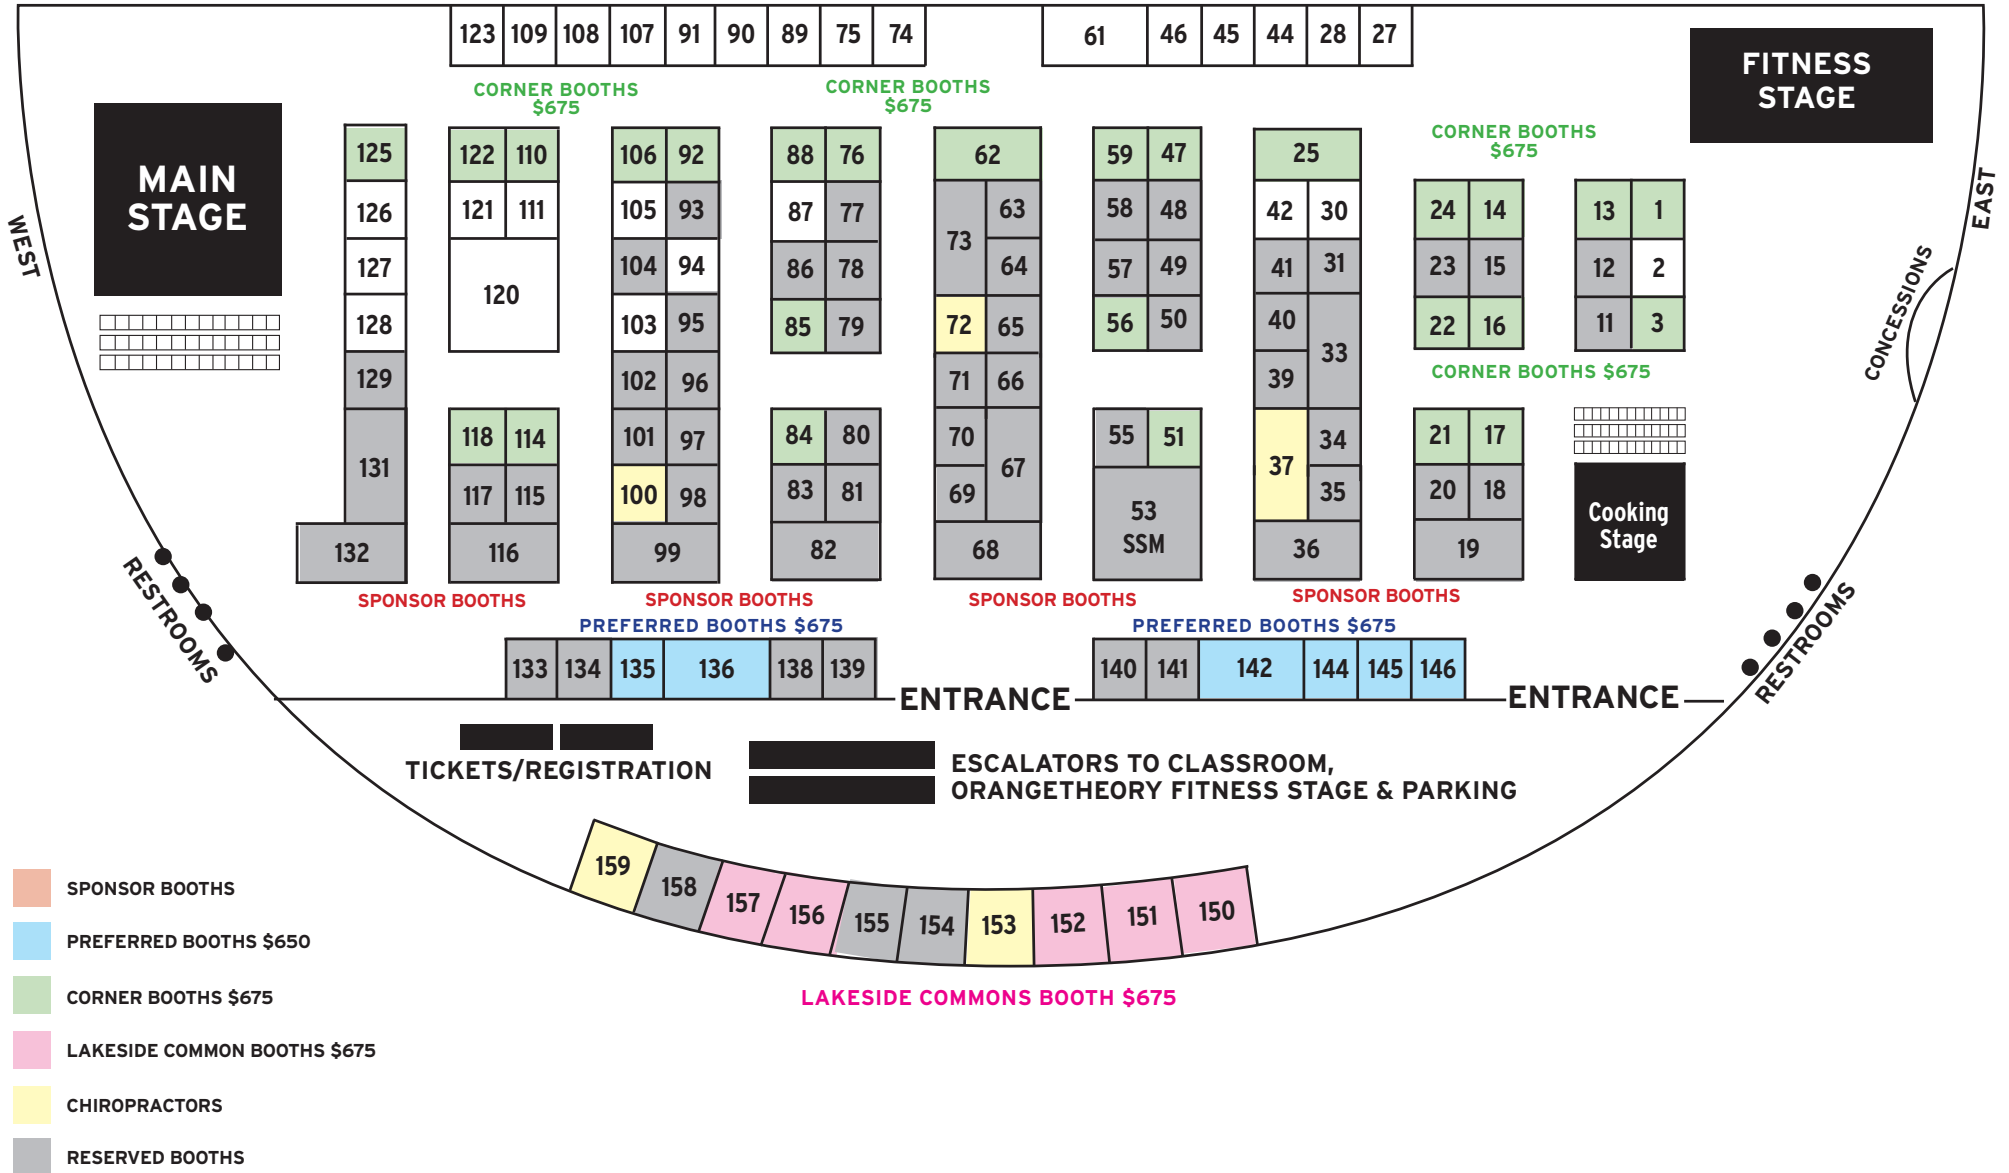 123 109 108 107 91 90 89 75 74 61 46 45 44 28 27
FITNESS
STAGE
CORNER BOOTHS
$675
CORNER BOOTHS
$675
CORNER BOOTHS
$675
MAIN
STAGE
WEST
EAST
CONCESSIONS
125 122 110 106 92 88 76 62 59 47 25
126 121 111 105 93 87 77 73 63 58 48 42 30 24 14 13 1
127 120 104 94 86 78 64 57 49 41 31 23 15 12 2
128 103 95 85 79 72 65 56 50 40 33 22 16 11 3
CORNER BOOTHS $675
129 102 96 71 66 39
131 118 114 101 97 84 80 70 67 55 51 37 34 21 17
117 115 100 98 83 81 69 35 20 18
132 116 99 82 68 53
SSM
36 19
Cooking
Stage
SPONSOR BOOTHS
SPONSOR BOOTHS
SPONSOR BOOTHS
SPONSOR BOOTHS
RESTROOMS
RESTROOMS
PREFERRED BOOTHS $675
PREFERRED BOOTHS $675
133 134 135 136 138 139 140 141 142 144 145 146
ENTRANCE
ENTRANCE
TICKETS/REGISTRATION
ESCALATORS TO CLASSROOM,
ORANGETHEORY FITNESS STAGE & PARKING
159 158 157 156 155 154 153 152 151 150
LAKESIDE COMMONS BOOTH $675
SPONSOR BOOTHS
PREFERRED BOOTHS $650
CORNER BOOTHS $675
LAKESIDE COMMON BOOTHS $675
CHIROPRACTORS
RESERVED BOOTHS